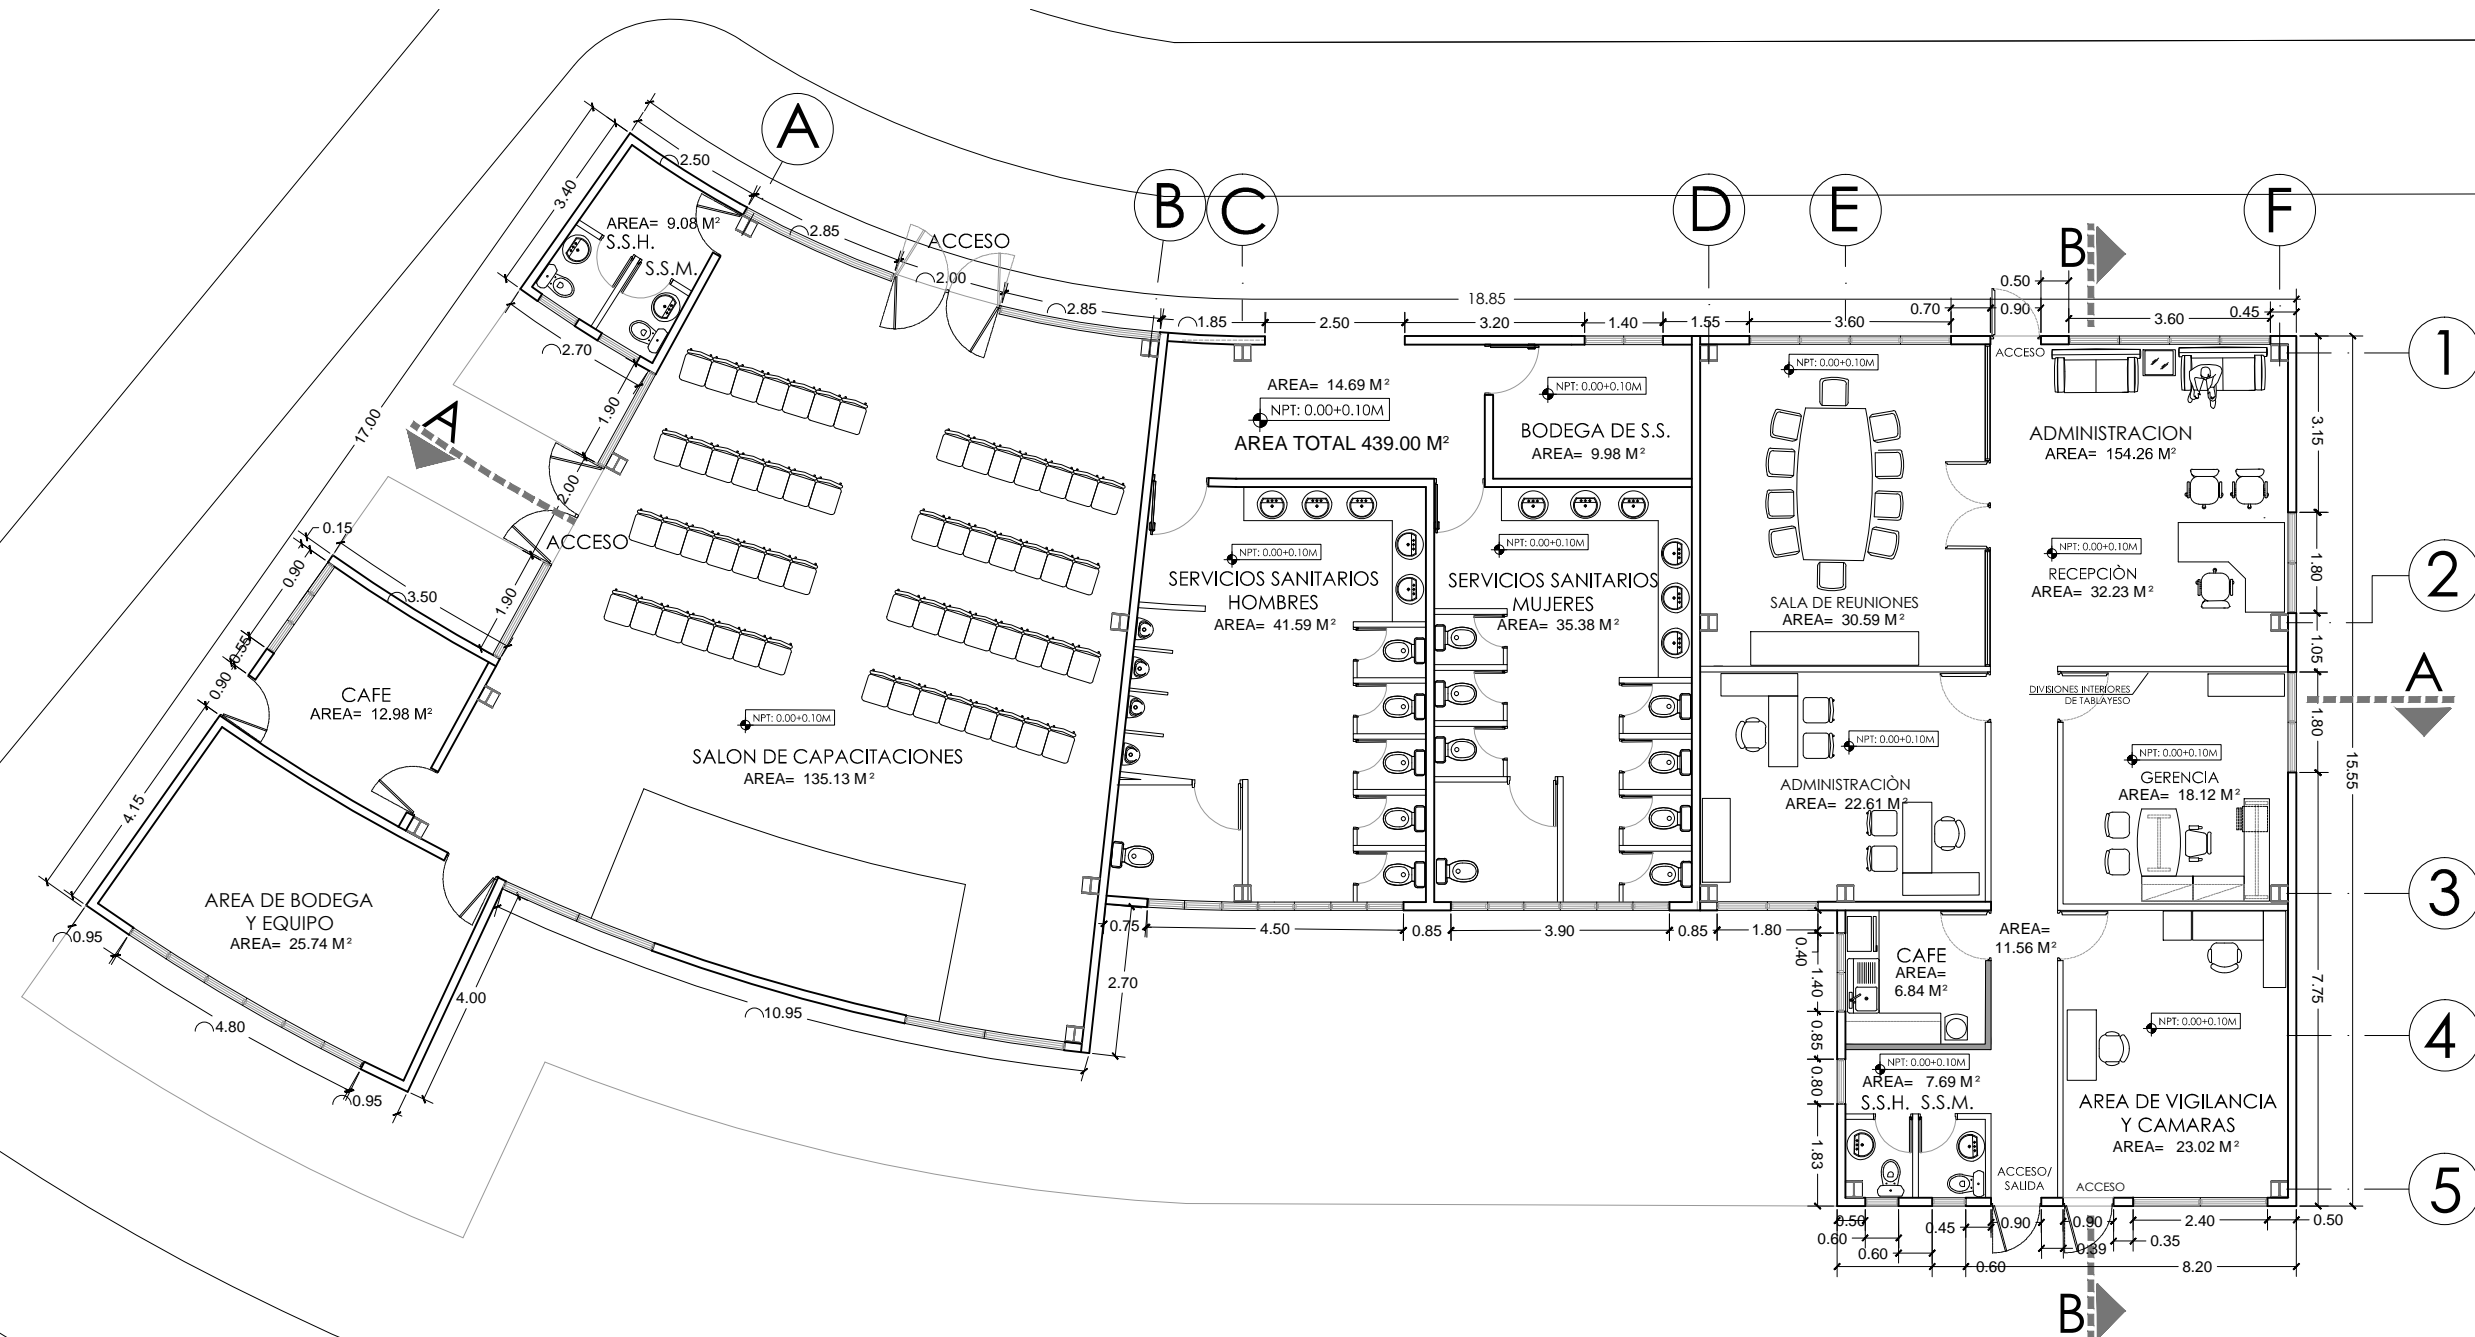 A
B
C
D
E
F
B
2.50
3.40
AREA= 9.08 M²
S.S.H.
S.S.M.
2.85
ACCESO
2.00
2.85
1.85
2.50
18.85
3.20
1.40
1.55
3.60
0.70
0.50
0.90
3.60
0.45
1
ACCESO
2.70
1.90
17.00
A
2.00
ACCESO
0.15
0.90
3.50
1.90
0.55
0.90
AREA= 14.69 M²
NPT: 0.00+0.10M
AREA TOTAL 439.00 M²
NPT: 0.00+0.10M
BODEGA DE S.S.
AREA= 9.98 M²
NPT: 0.00+0.10M
ADMINISTRACION
AREA= 154.26 M²
3.15
NPT: 0.00+0.10M
SERVICIOS SANITARIOS
HOMBRES
AREA= 41.59 M²
NPT: 0.00+0.10M
SERVICIOS SANITARIOS
MUJERES
AREA= 35.38 M²
SALA DE REUNIONES
AREA= 30.59 M²
NPT: 0.00+0.10M
RECEPCIÒN
AREA= 32.23 M²
1.80
2
1.05
CAFE
AREA= 12.98 M²
NPT: 0.00+0.10M
SALON DE CAPACITACIONES
AREA= 135.13 M²
NPT: 0.00+0.10M
ADMINISTRACIÒN
AREA= 22.61 M²
DIVISIONES INTERIORES
DE TABLAYESO
A
1.80
15.55
NPT: 0.00+0.10M
GERENCIA
AREA= 18.12 M²
4.15
AREA DE BODEGA
Y EQUIPO
AREA= 25.74 M²
0.95
4.80
0.95
4.00
10.95
2.70
0.75
4.50
0.85
3.90
0.85
1.80
3
0.40
1.40
0.85
0.80
1.83
CAFE
AREA=
6.84 M²
AREA=
11.56 M²
7.75
NPT: 0.00+0.10M
4
NPT: 0.00+0.10M
AREA= 7.69 M²
S.S.H. S.S.M.
AREA DE VIGILANCIA
Y CAMARAS
AREA= 23.02 M²
ACCESO/
SALIDA
ACCESO
5
0.50
0.60
0.60
0.45
0.60
0.90
0.39
0.90
0.35
2.40
0.50
8.20
B